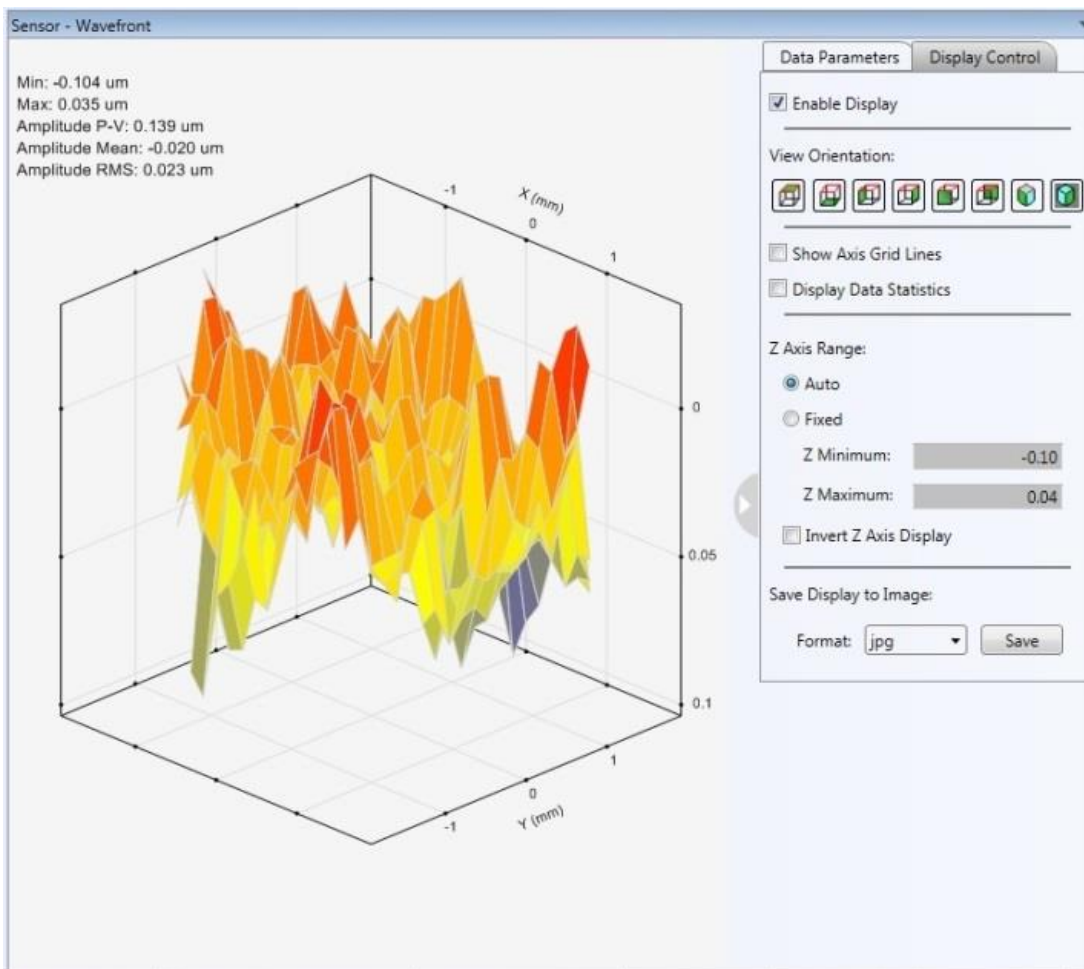 Sensor - Wavefront
Min: -0.104 um
Max: 0.035 um
Amplitude P-V: 0.139 um
Amplitude Mean: -0.020 um
Amplitude RMS: 0.023 um
-1
X (mm)
0
1
0
0.05
0.1
1
0
Y (mm)
-1
Data Parameters
Display Control
Enable Display
View Orientation:
Show Axis Grid Lines
Display Data Statistics
Z Axis Range:
Auto
Fixed
Z Minimum: -0.10
Z Maximum: 0.04
Invert Z Axis Display
Save Display to Image:
Format: jpg Save